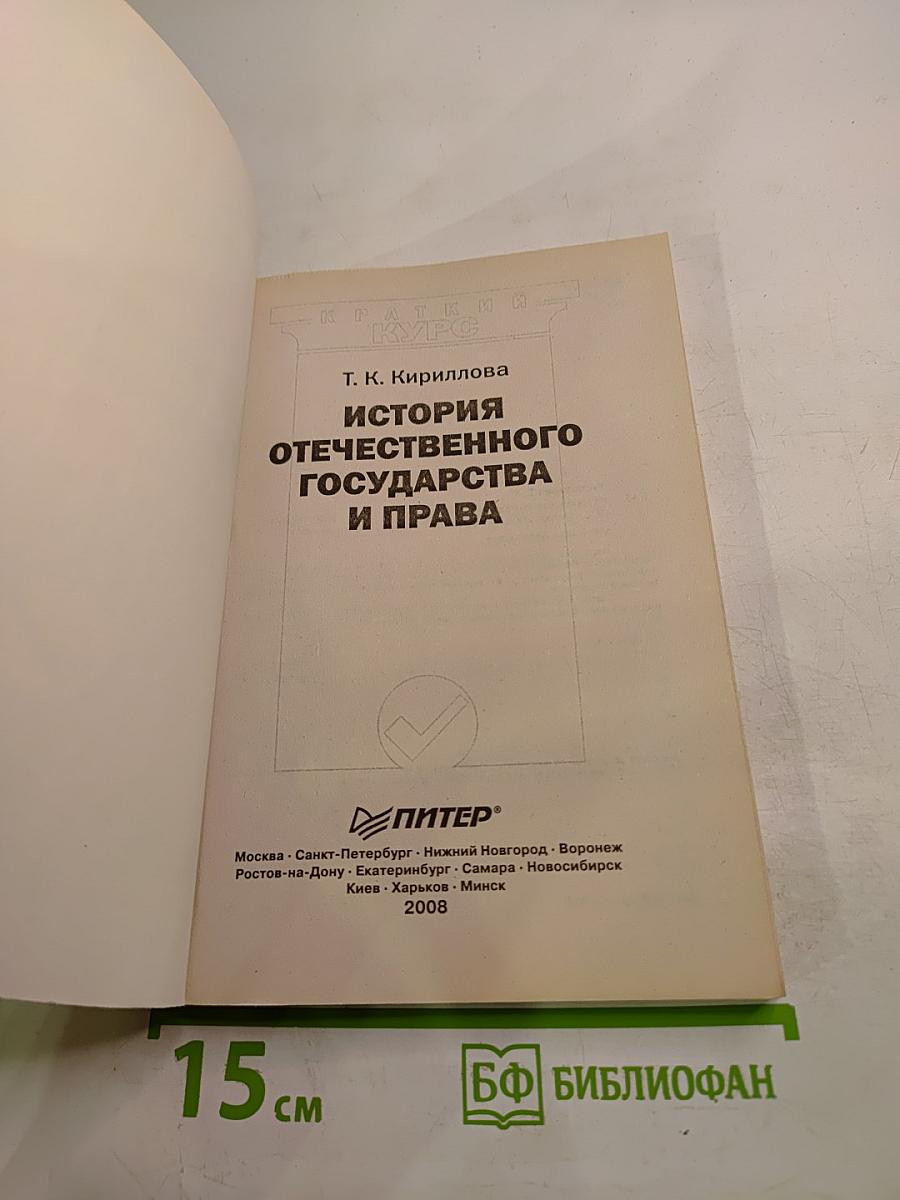 КРАТКИЙ
КУРС
Т. К. Кириллова
ИСТОРИЯ
ОТЕЧЕСТВЕННОГО
ГОСУДАРСТВА
И ПРАВА
ПИТЕР®
Москва · Санкт-Петербург · Нижний Новгород · Воронеж
Ростов-на-Дону · Екатеринбург · Самара · Новосибирск
Киев · Харьков · Минск
2008
15 см
БФ БИБЛИОФАН